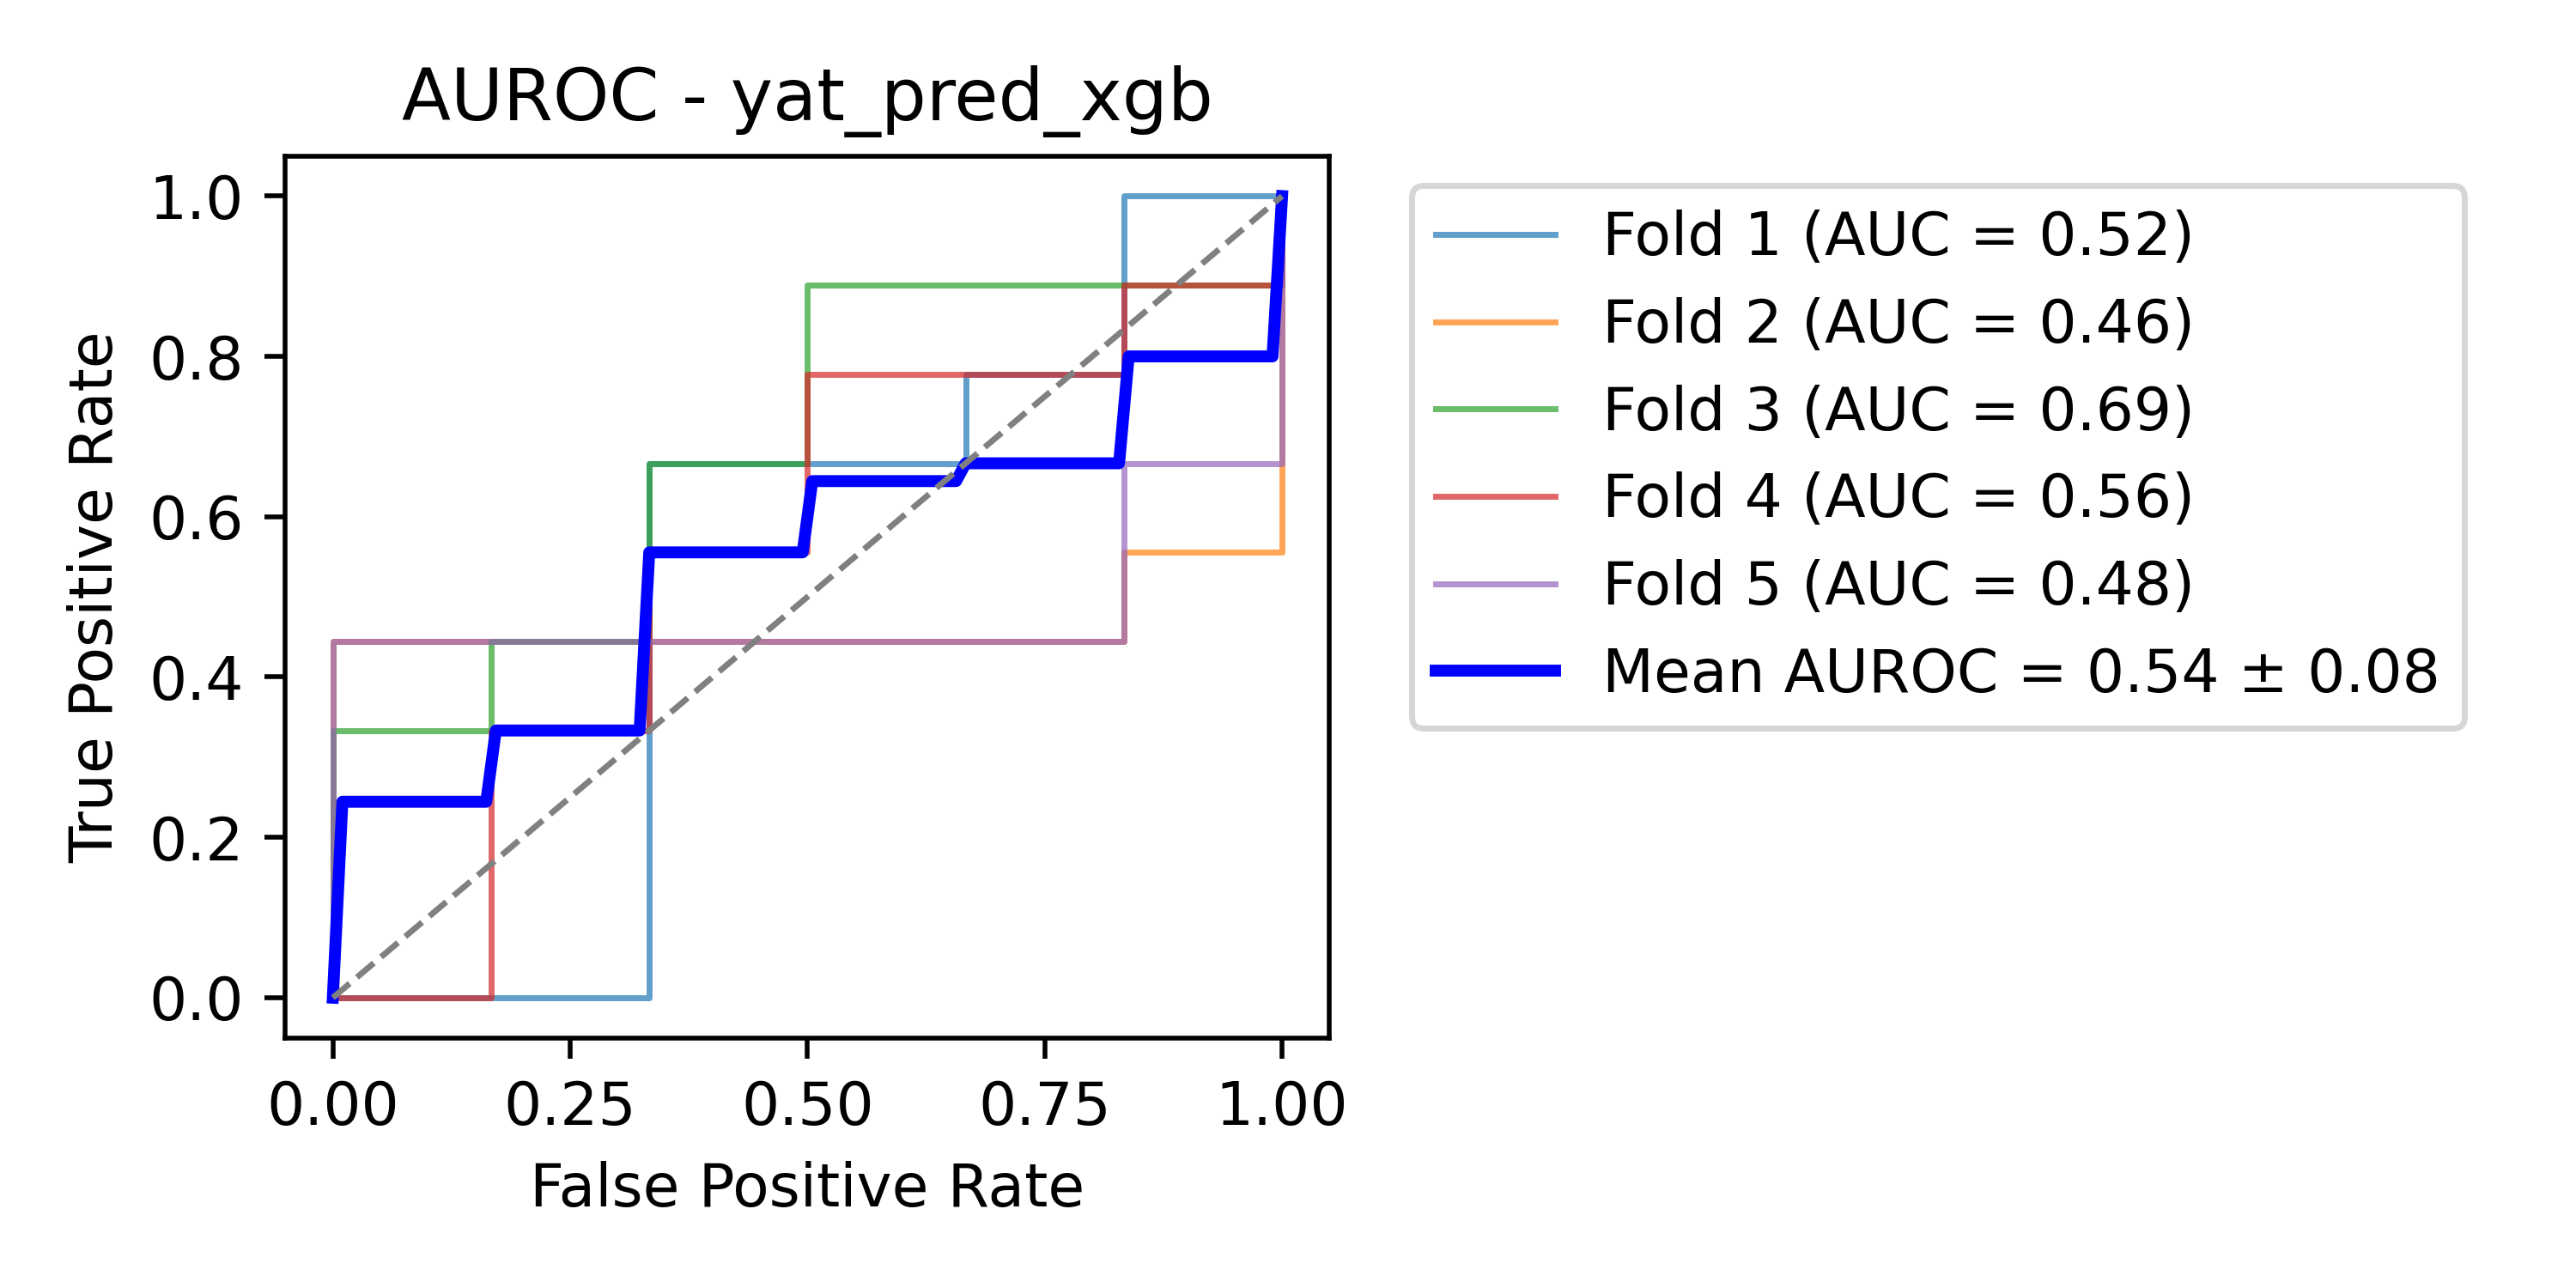 AUROC - yat_pred_xgb
True Positive Rate
1.0
0.8
0.6
0.4
0.2
0.0
0.00 0.25 0.50 0.75 1.00
False Positive Rate
Fold 1 (AUC = 0.52)
Fold 2 (AUC = 0.46)
Fold 3 (AUC = 0.69)
Fold 4 (AUC = 0.56)
Fold 5 (AUC = 0.48)
Mean AUROC = 0.54 ± 0.08